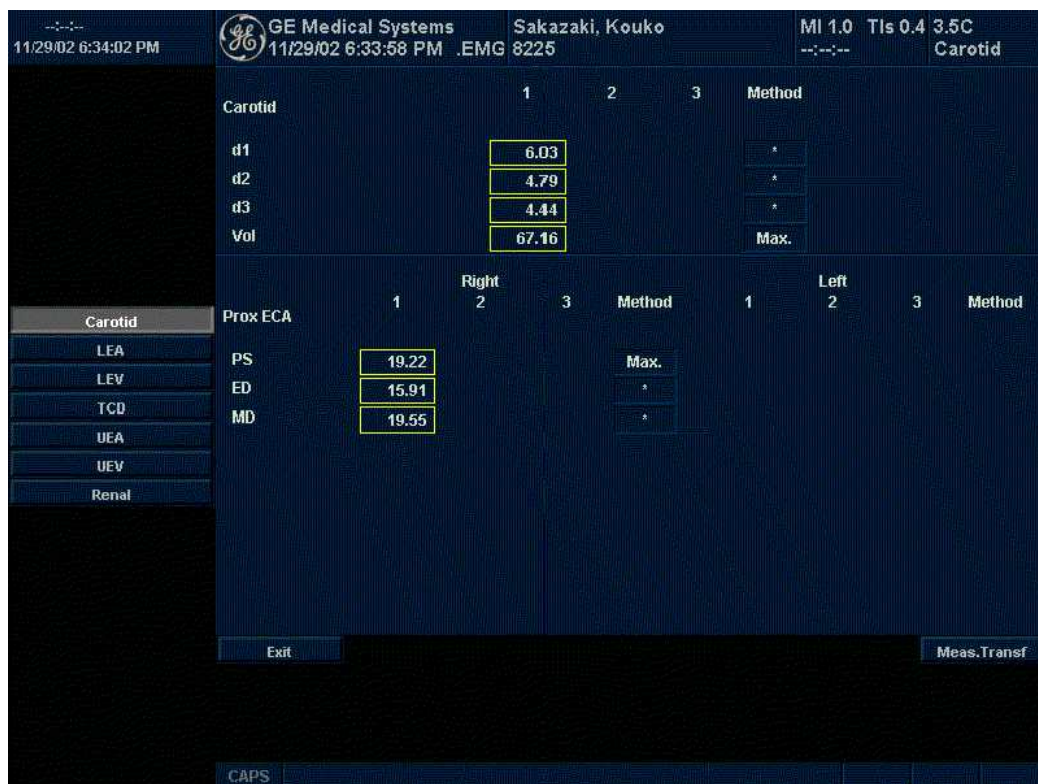 --:--:--
11/29/02 6:34:02 PM
GE Medical Systems Sakazaki, Kouko MI 1.0 TIs 0.4 3.5C
11/29/02 6:33:58 PM .EMG 8225 --:--:-- Carotid
1 2 3 Method
Carotid
d1 6.03 *
d2 4.79 *
d3 4.44 *
Vol 67.16 Max.
Right Left
1 2 3 Method 1 2 3 Method
Prox ECA
PS 19.22 Max.
ED 15.91 *
MD 19.55 *
Carotid
LEA
LEV
TCD
UEA
UEV
Renal
Exit Meas.Transf
CAPS